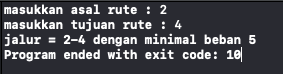 masukkan asal rute : 2
masukkan tujuan rute : 4
jalur = 2-4 dengan minimal beban 5
Program ended with exit code: 10